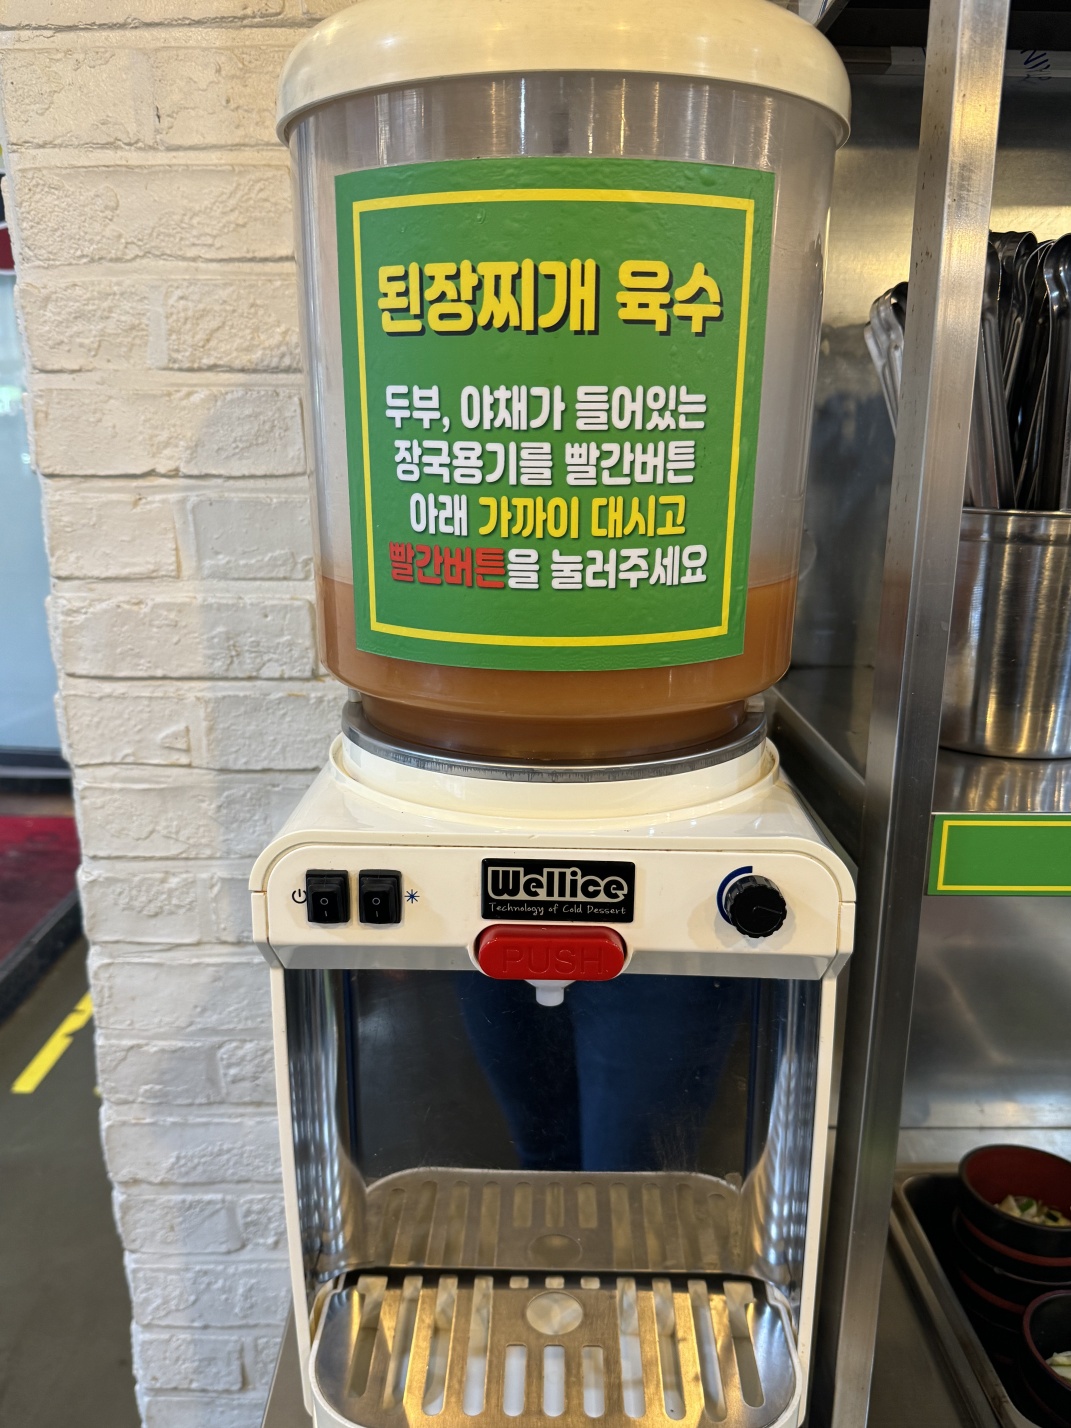 된장찌개 육수
두부, 야채가 들어있는
장국용기를 빨간버튼
아래 가까이 대시고
빨간버튼을 눌러주세요
Wellice
Technology of Cold Dessert
PUSH